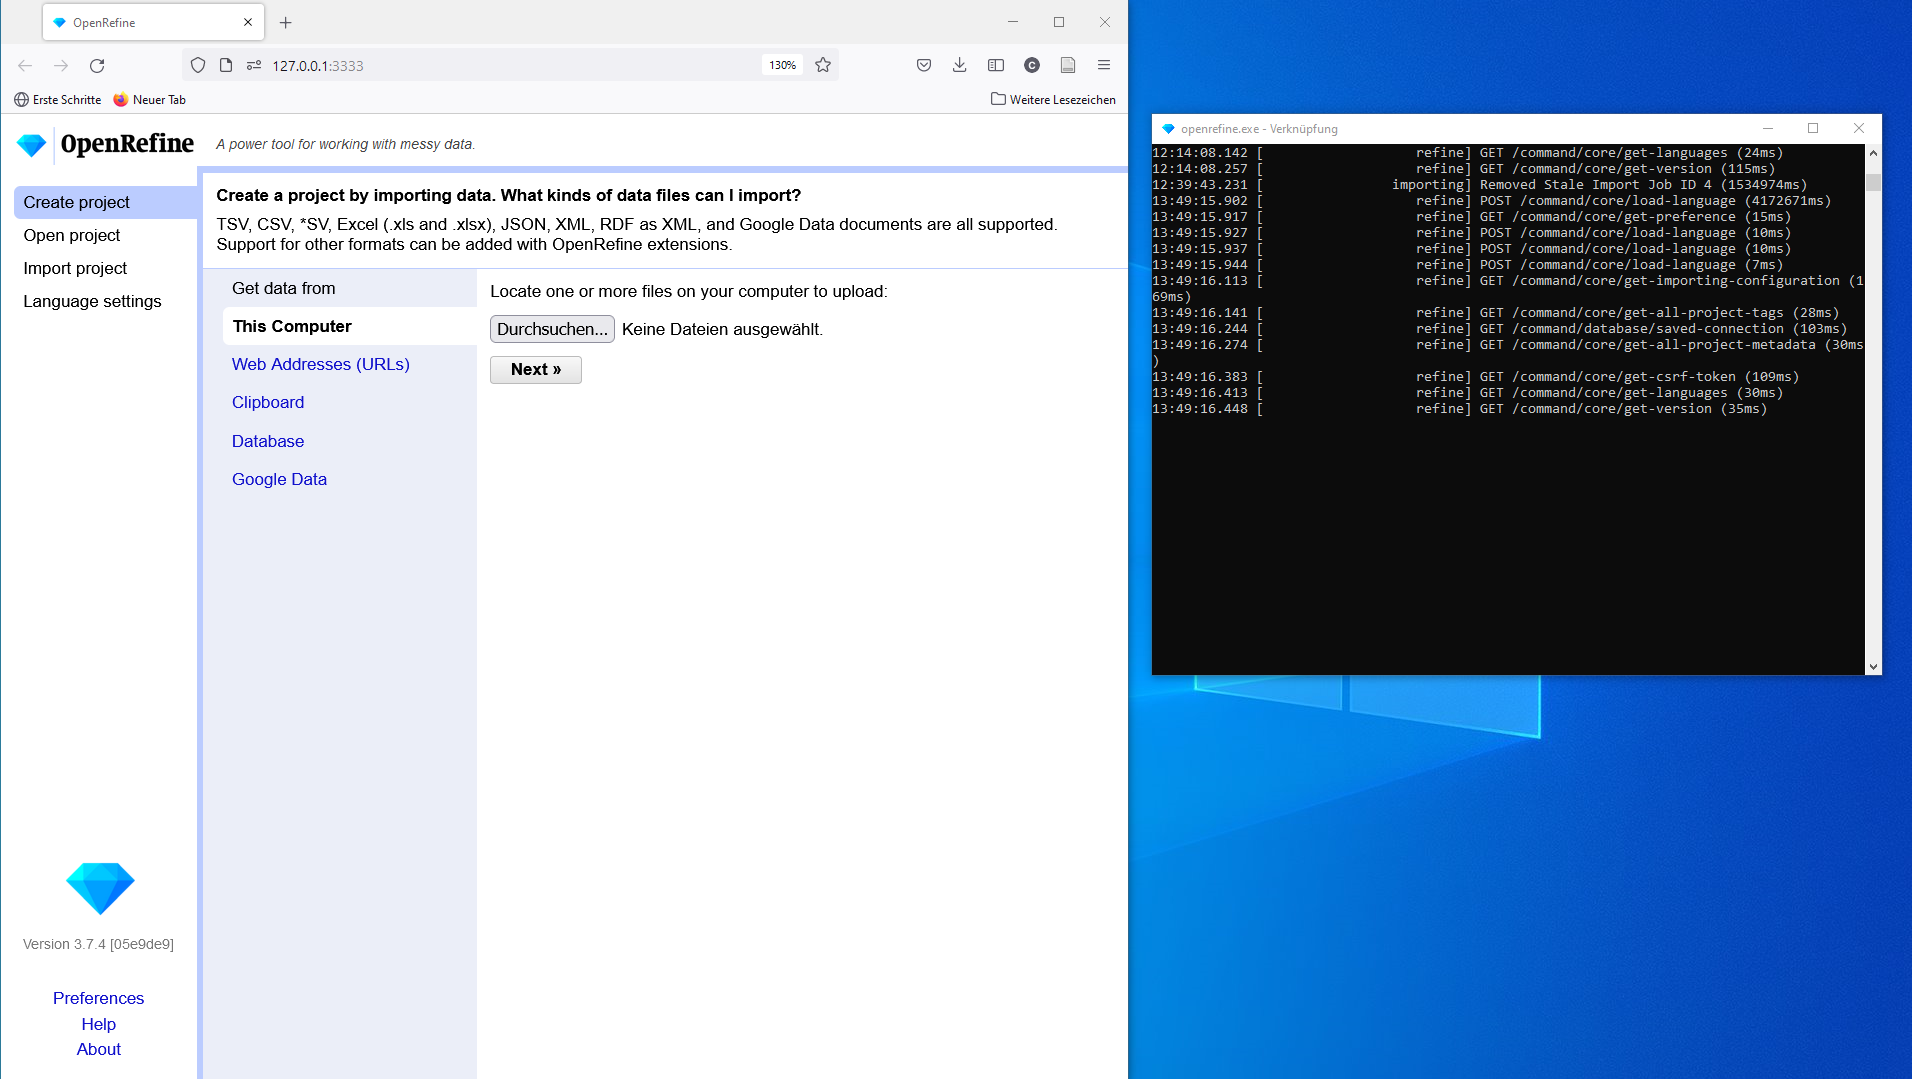 OpenRefine
127.0.0.1:3333
130%
Erste Schritte
Neuer Tab
Weitere Lesezeichen
OpenRefine
A power tool for working with messy data.
Create project
Open project
Import project
Language settings
Create a project by importing data. What kinds of data files can I import?
TSV, CSV, *SV, Excel (.xls and .xlsx), JSON, XML, RDF as XML, and Google Data documents are all supported.
Support for other formats can be added with OpenRefine extensions.
Get data from
This Computer
Web Addresses (URLs)
Clipboard
Database
Google Data
Locate one or more files on your computer to upload:
Durchsuchen... Keine Dateien ausgewählt.
Next »
Version 3.7.4 [05e9de9]
Preferences
Help
About
openrefine.exe - Verknüpfung
12:14:08.142 [ refine] GET /command/core/get-languages (24ms)
12:14:08.257 [ refine] GET /command/core/get-version (115ms)
12:39:43.231 [ importing] Removed Stale Import Job ID 4 (1534974ms)
13:49:15.902 [ refine] POST /command/core/load-language (4172671ms)
13:49:15.917 [ refine] GET /command/core/get-preference (15ms)
13:49:15.927 [ refine] POST /command/core/load-language (10ms)
13:49:15.937 [ refine] POST /command/core/load-language (10ms)
13:49:15.944 [ refine] POST /command/core/load-language (7ms)
13:49:16.113 [ refine] GET /command/core/get-importing-configuration (1
69ms)
13:49:16.141 [ refine] GET /command/core/get-all-project-tags (28ms)
13:49:16.244 [ refine] GET /command/database/saved-connection (103ms)
13:49:16.274 [ refine] GET /command/core/get-all-project-metadata (30ms
)
13:49:16.383 [ refine] GET /command/core/get-csrf-token (109ms)
13:49:16.413 [ refine] GET /command/core/get-languages (30ms)
13:49:16.448 [ refine] GET /command/core/get-version (35ms)